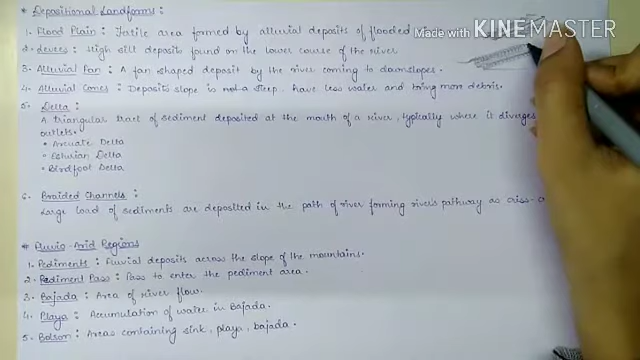 * Depositional Landforms :
Made with KINEMASTER
1. Flood Plain : Fertile area formed by alluvial deposits of flooded
2. Levees : High silt deposits found on the lower course of the river
3. Alluvial Fan : A fan shaped deposit by the river coming to downslopes.
4. Alluvial Cones : Deposits slope is not a steep, have less water and bring more debris.
5. Delta :
A triangular tract of sediment deposited at the mouth of a river, typically where it diverges
outlets.
• Arcuate Delta
• Esturian Delta
• Birdfoot Delta
6. Braided Channels :
Large load of sediments are deposited in the path of river forming river's pathway as criss-
* Fluvio-Arid Regions
1. Pediments : Fluvial deposits across the slope of the mountains.
2. Pediment Pass : Pass to enter the pediment area.
3. Bajada : Area of river flow.
4. Playa : Accumulation of water in Bajada.
5. Bolson : Areas containing sink, playa, bajada.